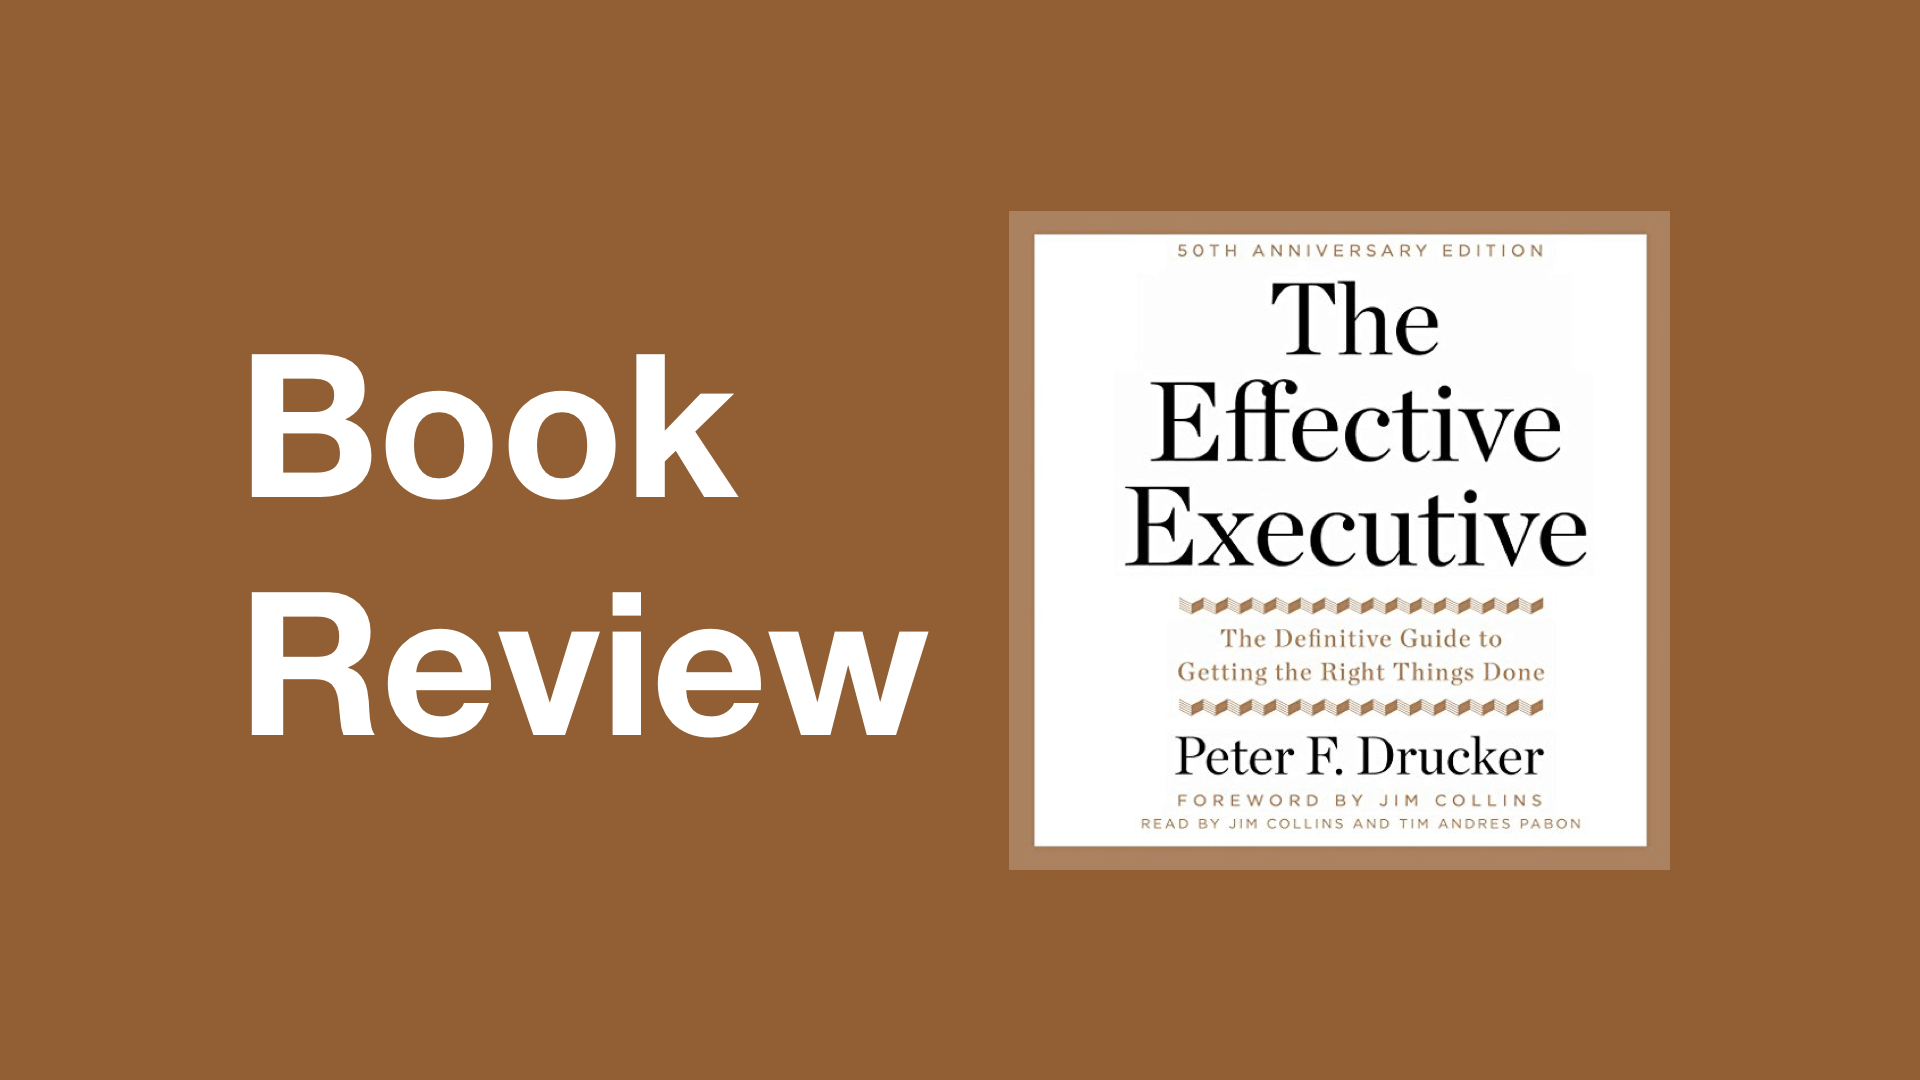 Book
Review
50TH ANNIVERSARY EDITION
The
Effective
Executive
The Definitive Guide to
Getting the Right Things Done
Peter F. Drucker
FOREWORD BY JIM COLLINS
READ BY JIM COLLINS AND TIM ANDRES PABON